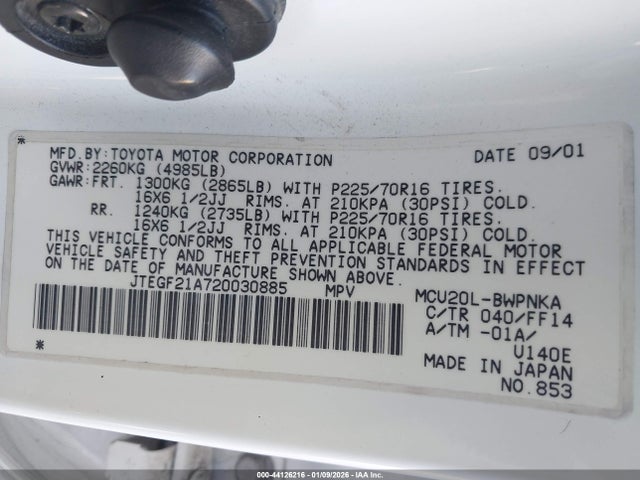 MFD.BY:TOYOTA MOTOR CORPORATION DATE 09/01
GVWR:2260KG (4985LB)
GAWR:FRT. 1300KG (2865LB) WITH P225/70R16 TIRES.
16X6 1/2JJ RIMS. AT 210KPA (30PSI) COLD.
RR. 1240KG (2735LB) WITH P225/70R16 TIRES.
16X6 1/2JJ RIMS. AT 210KPA (30PSI) COLD.
THIS VEHICLE CONFORMS TO ALL APPLICABLE FEDERAL MOTOR
VEHICLE SAFETY AND THEFT PREVENTION STANDARDS IN EFFECT
ON THE DATE OF MANUFACTURE SHOWN ABOVE.
JTEGF21A720030885 MPV MCU20L-BWPNKA
C/TR 040/FF14
A/TM -01A/
U140E
MADE IN JAPAN
NO.853
000-44126216 - 01/09/2026 - IAAI.COM